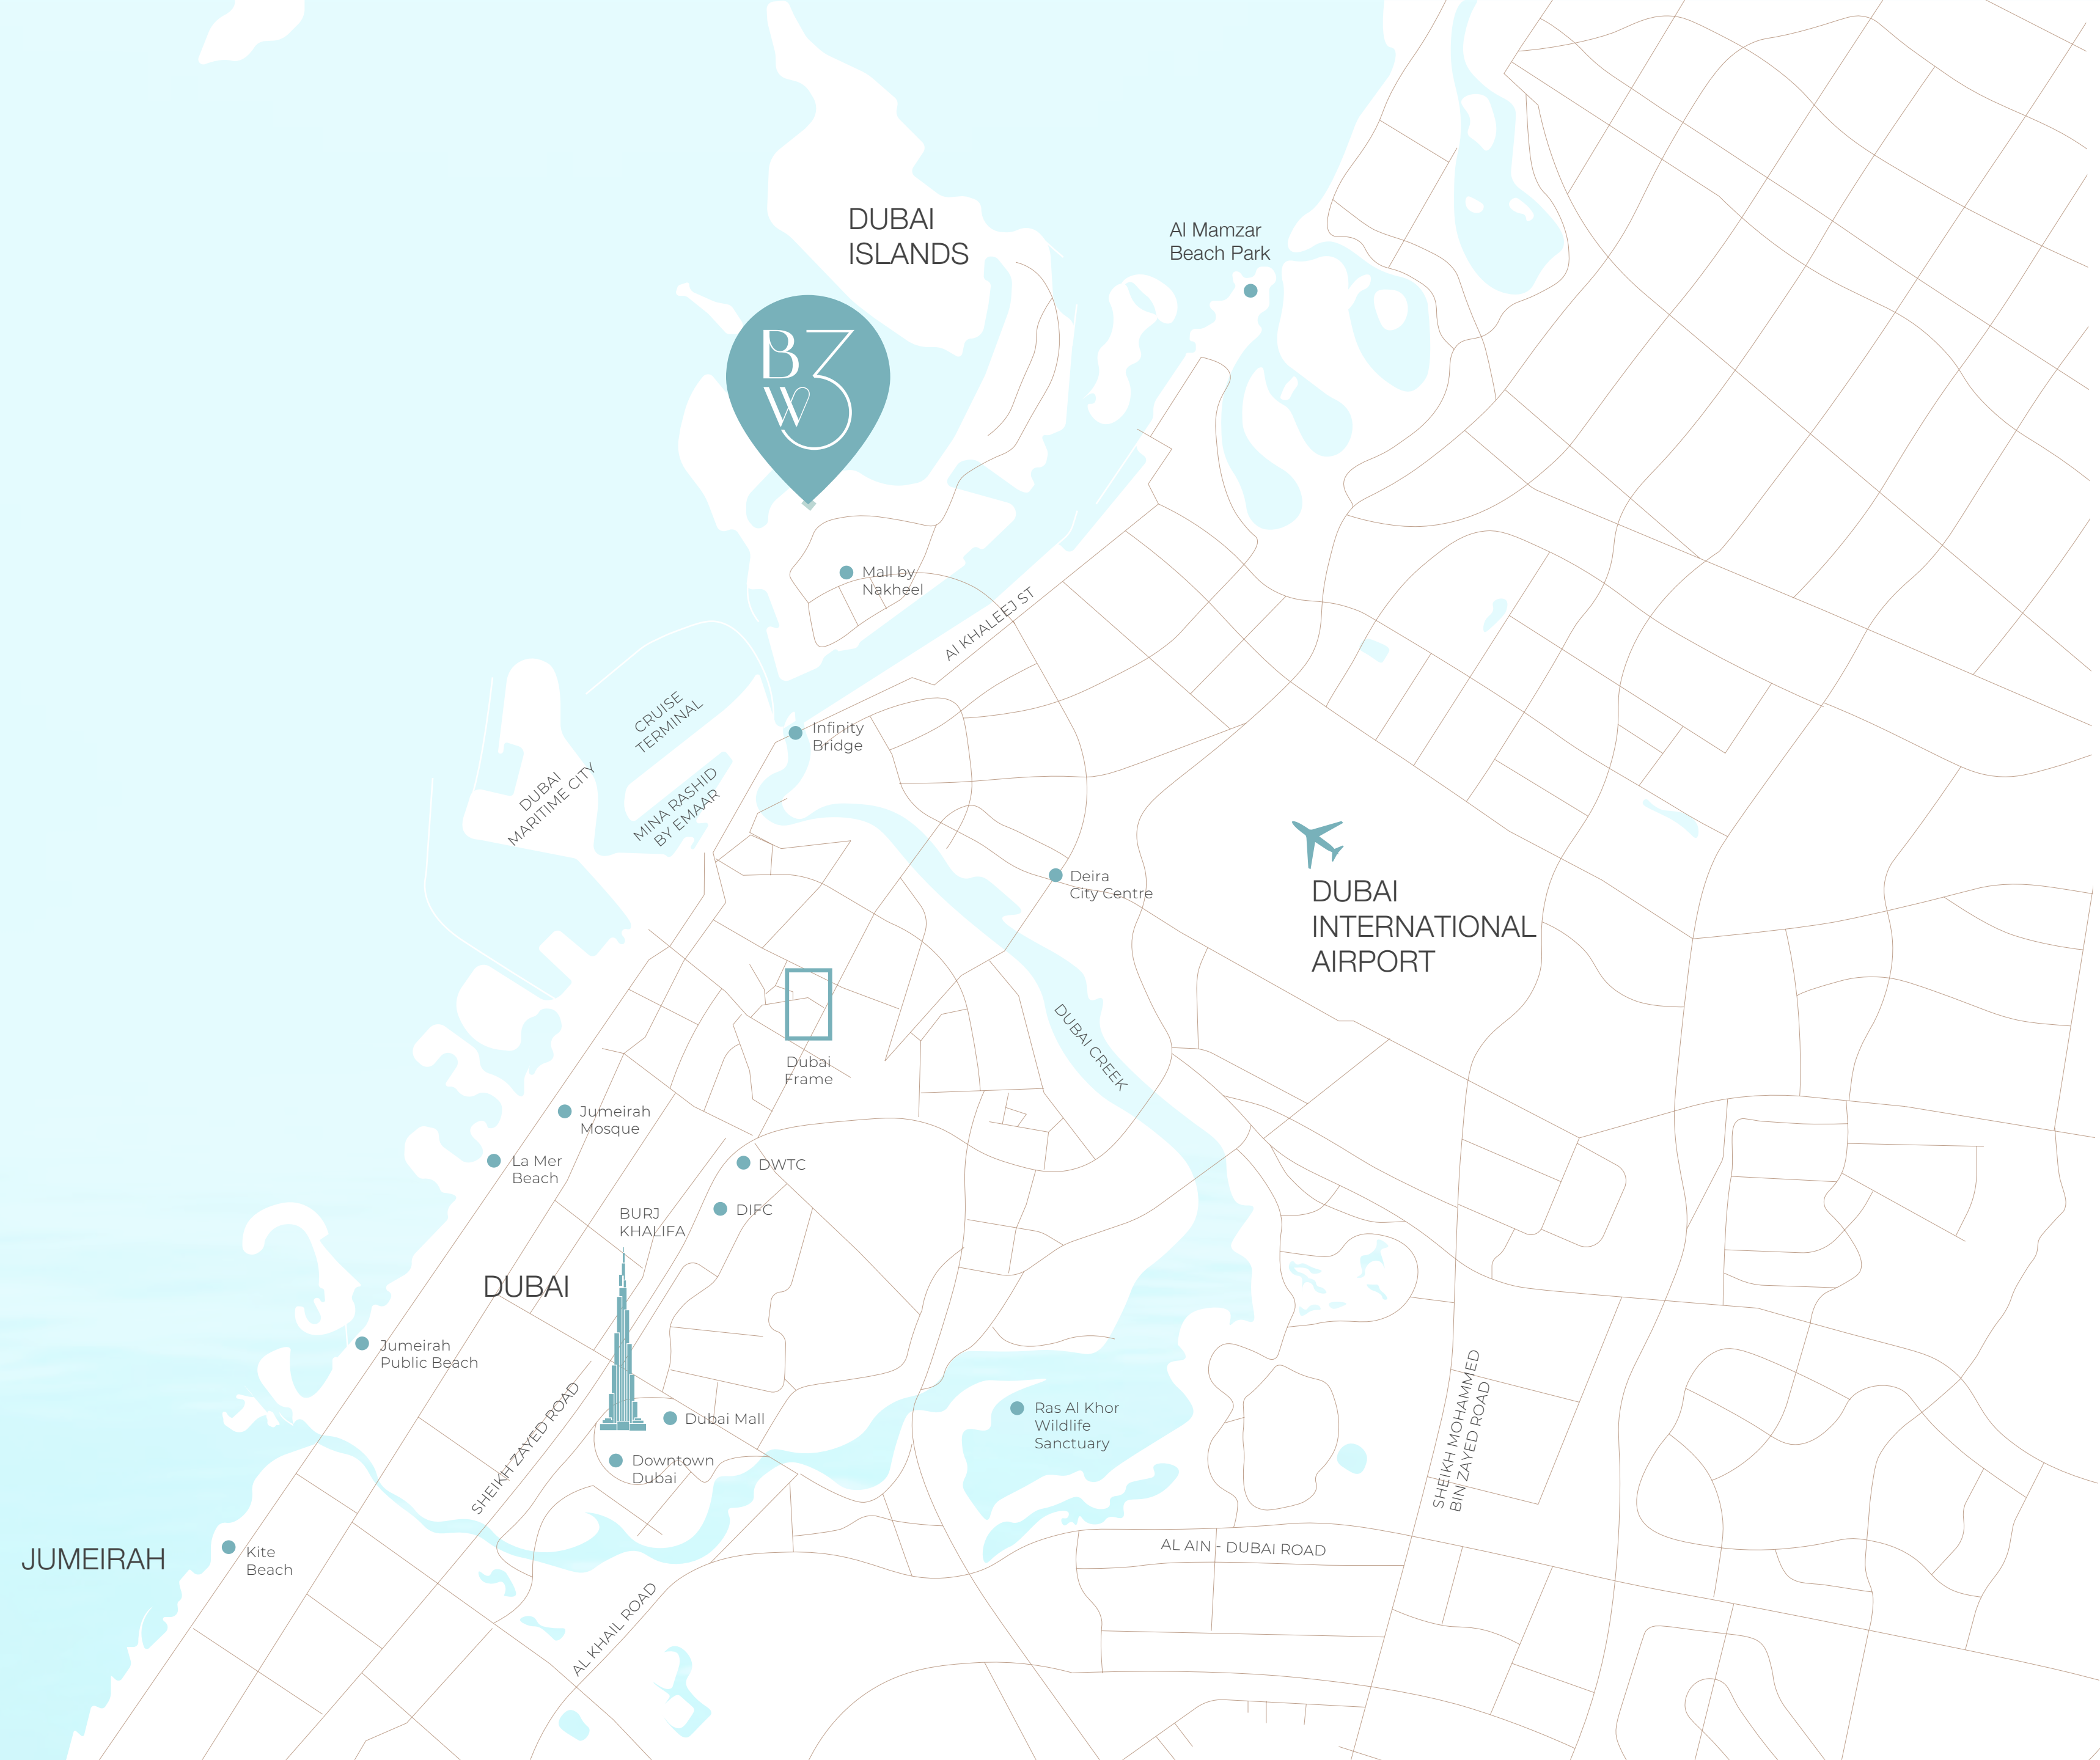 DUBAI
ISLANDS
Al Mamzar
Beach Park
B3
W
Mall by
Nakheel
Al KHALEEJ ST
CRUISE
TERMINAL
Infinity
Bridge
DUBAI
MARITIME CITY
MINA RASHID
BY EMAAR
Deira
City Centre
DUBAI
INTERNATIONAL
AIRPORT
DUBAI CREEK
Dubai
Frame
Jumeirah
Mosque
La Mer
Beach
DWTC
DIFC
BURJ
KHALIFA
DUBAI
Jumeirah
Public Beach
SHEIKH ZAYED ROAD
Dubai Mall
Downtown
Dubai
Ras Al Khor
Wildlife
Sanctuary
SHEIKH MOHAMMED
BIN ZAYED ROAD
JUMEIRAH
Kite
Beach
AL AIN - DUBAI ROAD
AL KHAIL ROAD